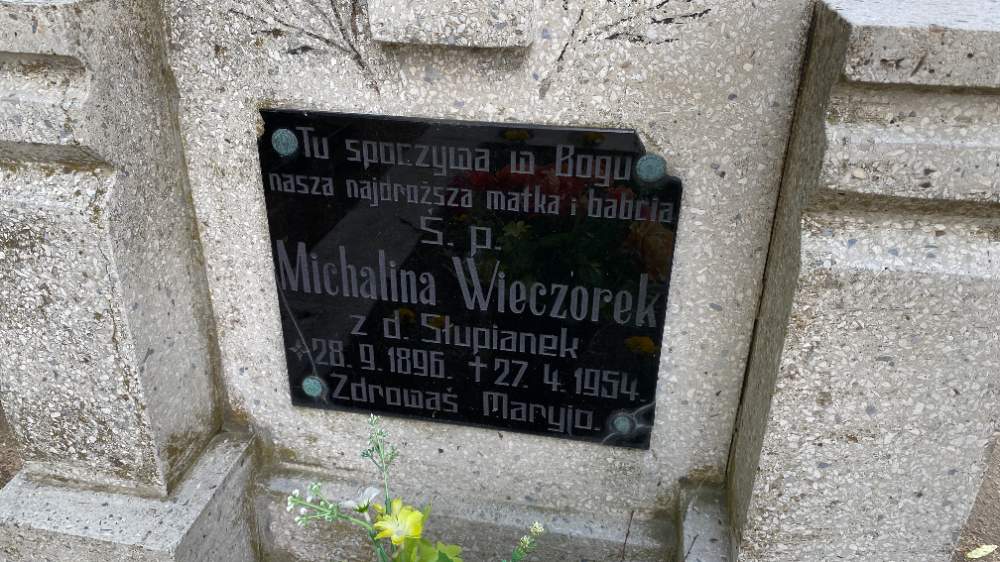 Tu spoczywa w Bogu
nasza najdroższa matka i babcia
Ś. p.
Michalina Wieczorek
z d. Słupianek
28. 9. 1896. + 27. 4. 1954.
Zdrowaś Maryjo.